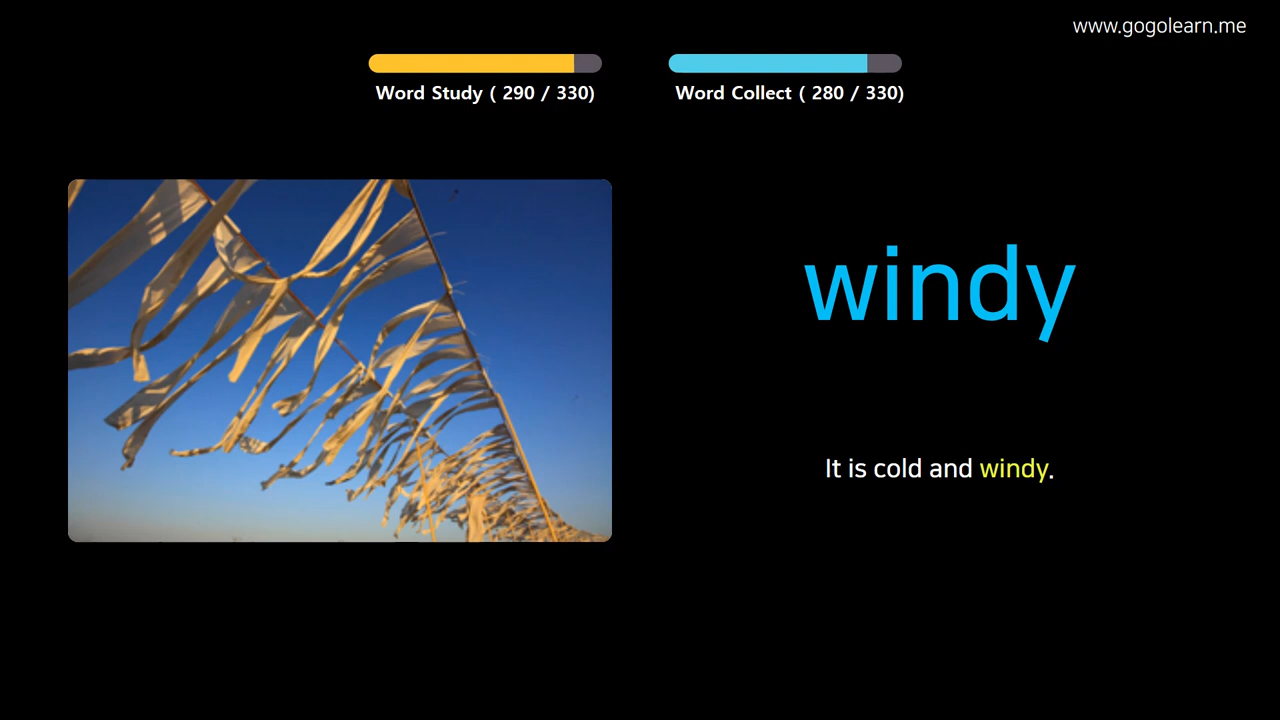 www.gogolearn.me
Word Study ( 290 / 330)
Word Collect ( 280 / 330)
windy
It is cold and windy.